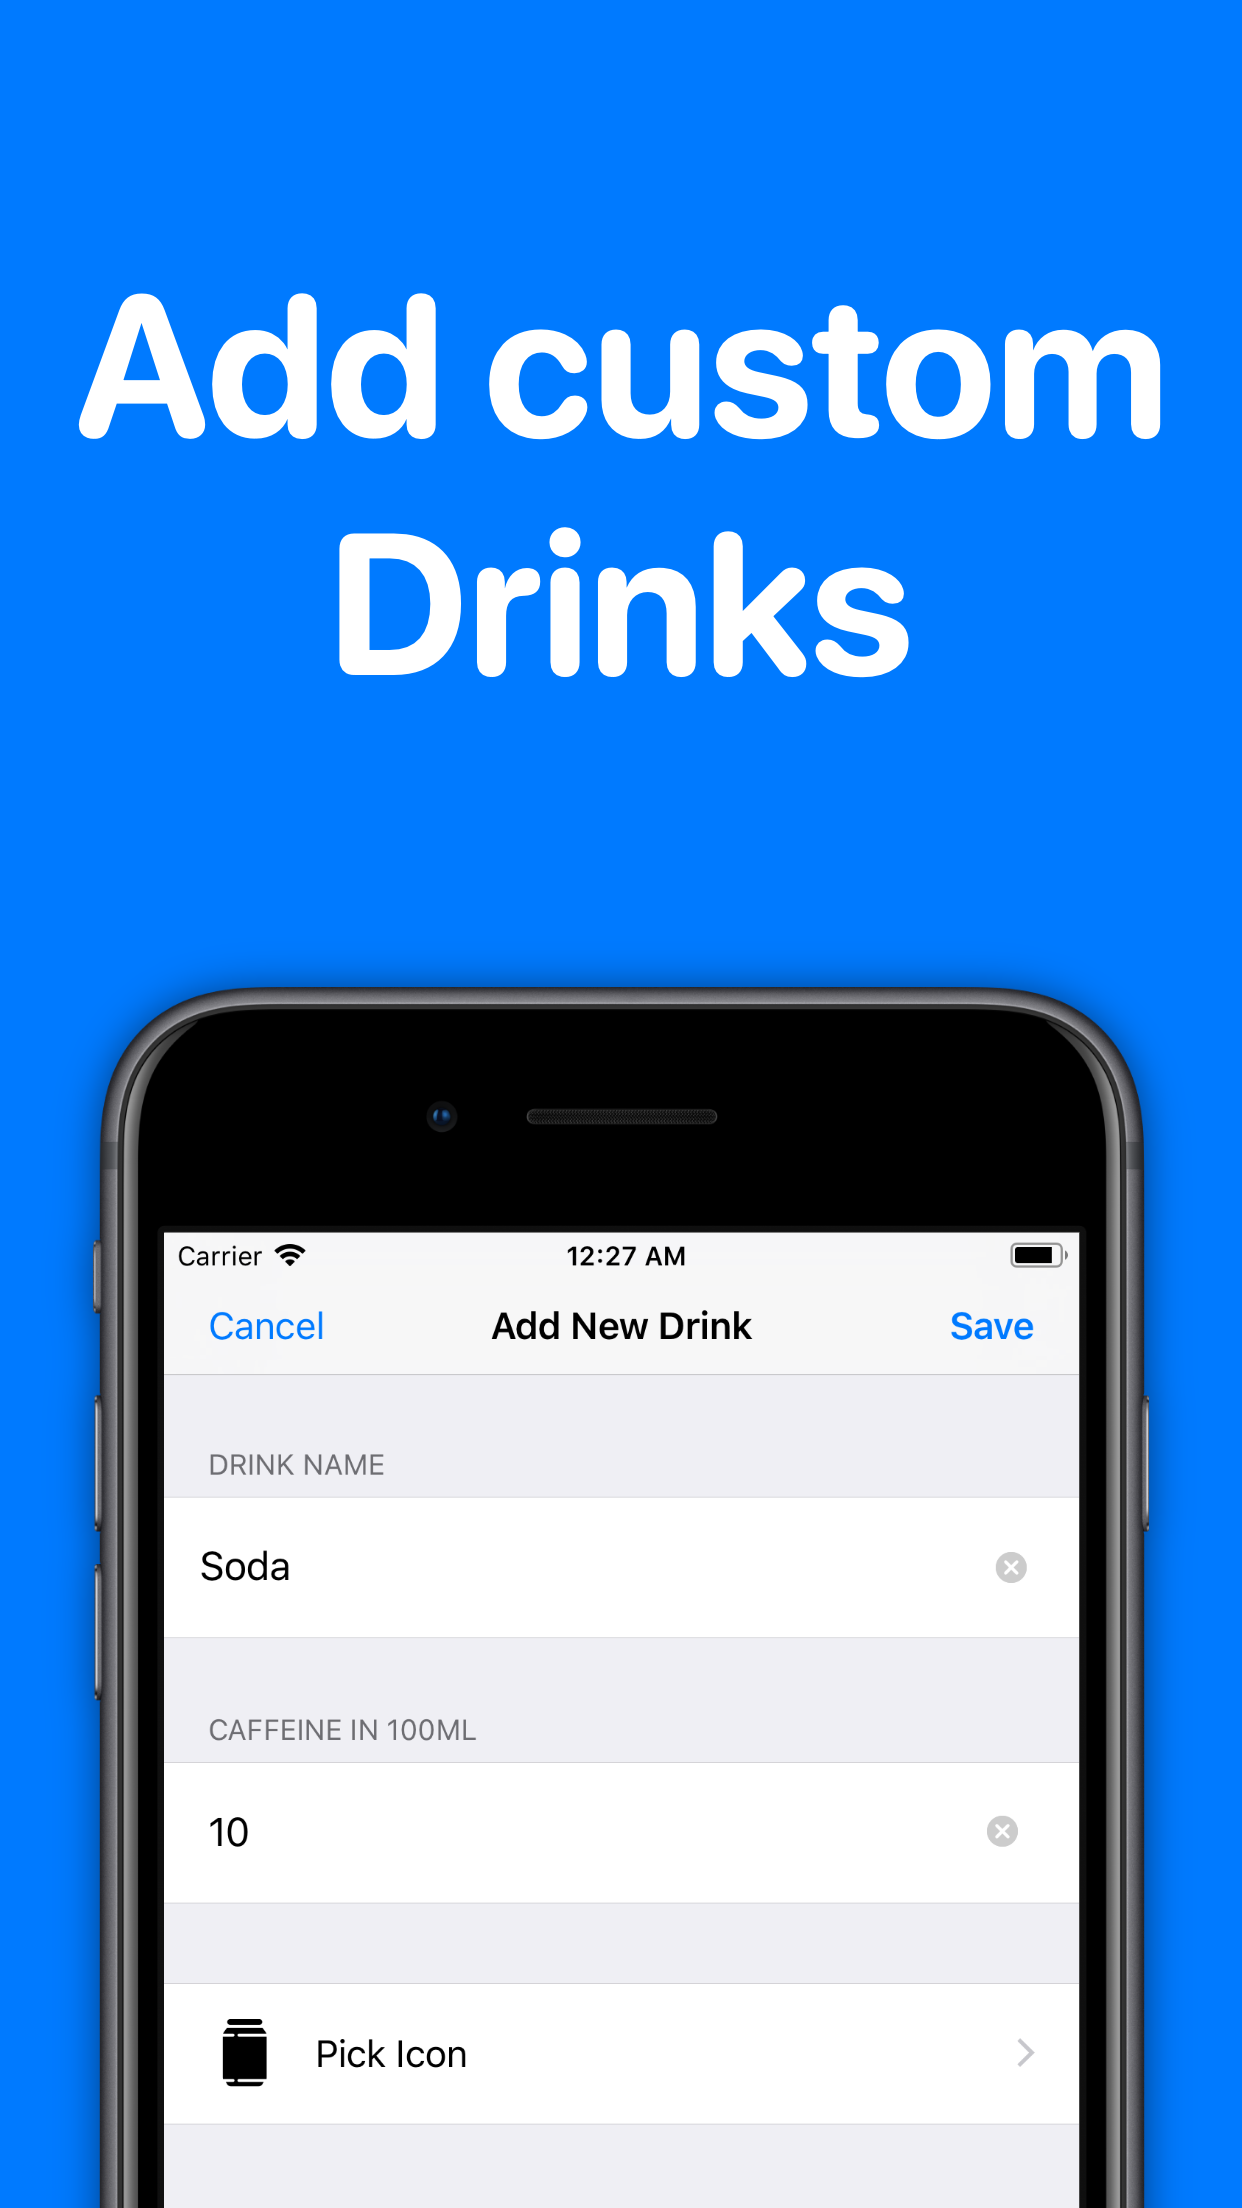 Add custom
Drinks
Carrier 12:27 AM
Cancel Add New Drink Save
DRINK NAME
Soda
CAFFEINE IN 100ML
10
Pick Icon